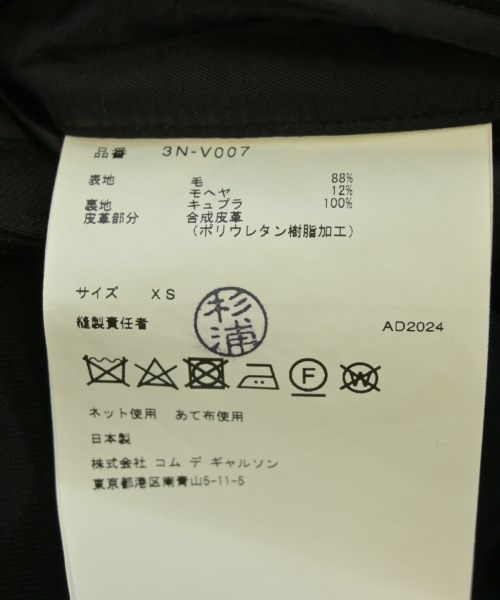 品番 3N-V007
表地 毛 88%
モヘヤ 12%
裏地 キュプラ 100%
皮革部分 合成皮革
(ポリウレタン樹脂加工)
サイズ XS
縫製責任者 杉浦 AD2024
F W
ネット使用 あて布使用
日本製
株式会社 コム デ ギャルソン
東京都港区南青山5-11-5